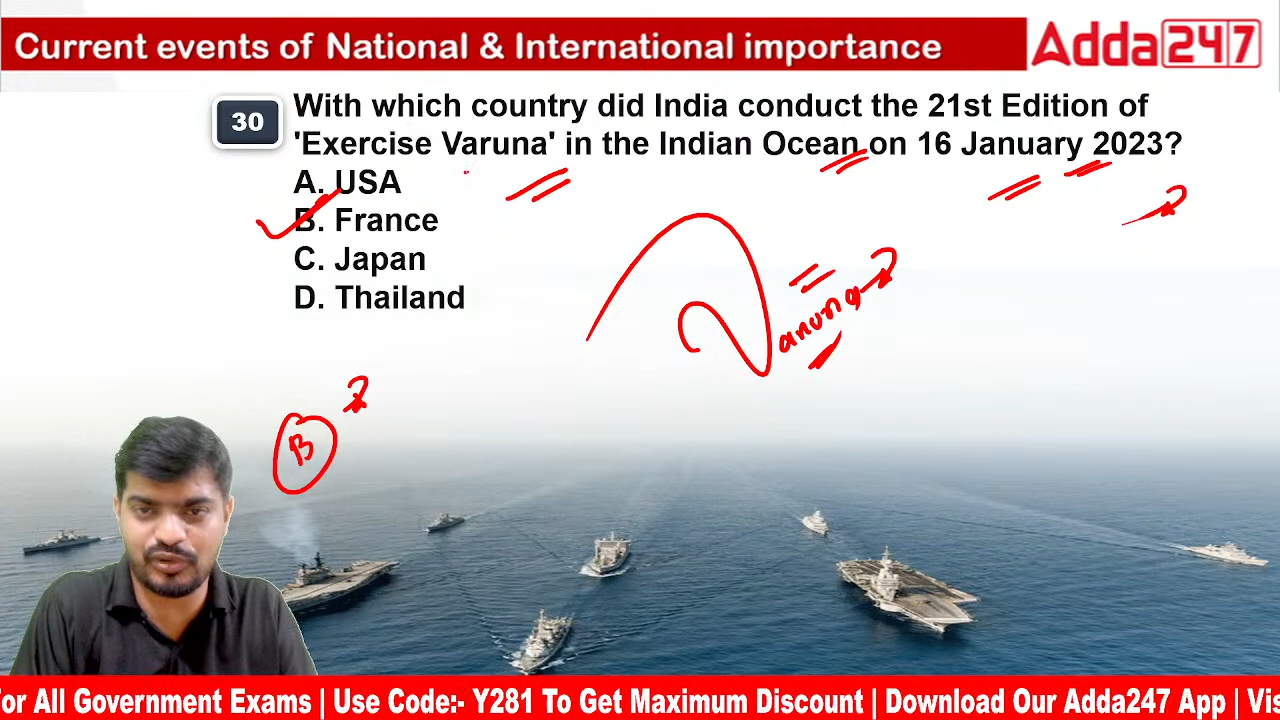 Current events of National & International importance
Adda247
30
With which country did India conduct the 21st Edition of
'Exercise Varuna' in the Indian Ocean on 16 January 2023?
A. USA
B. France
C. Japan
D. Thailand
B
For All Government Exams | Use Code:- Y281 To Get Maximum Discount | Download Our Adda247 App | Vis